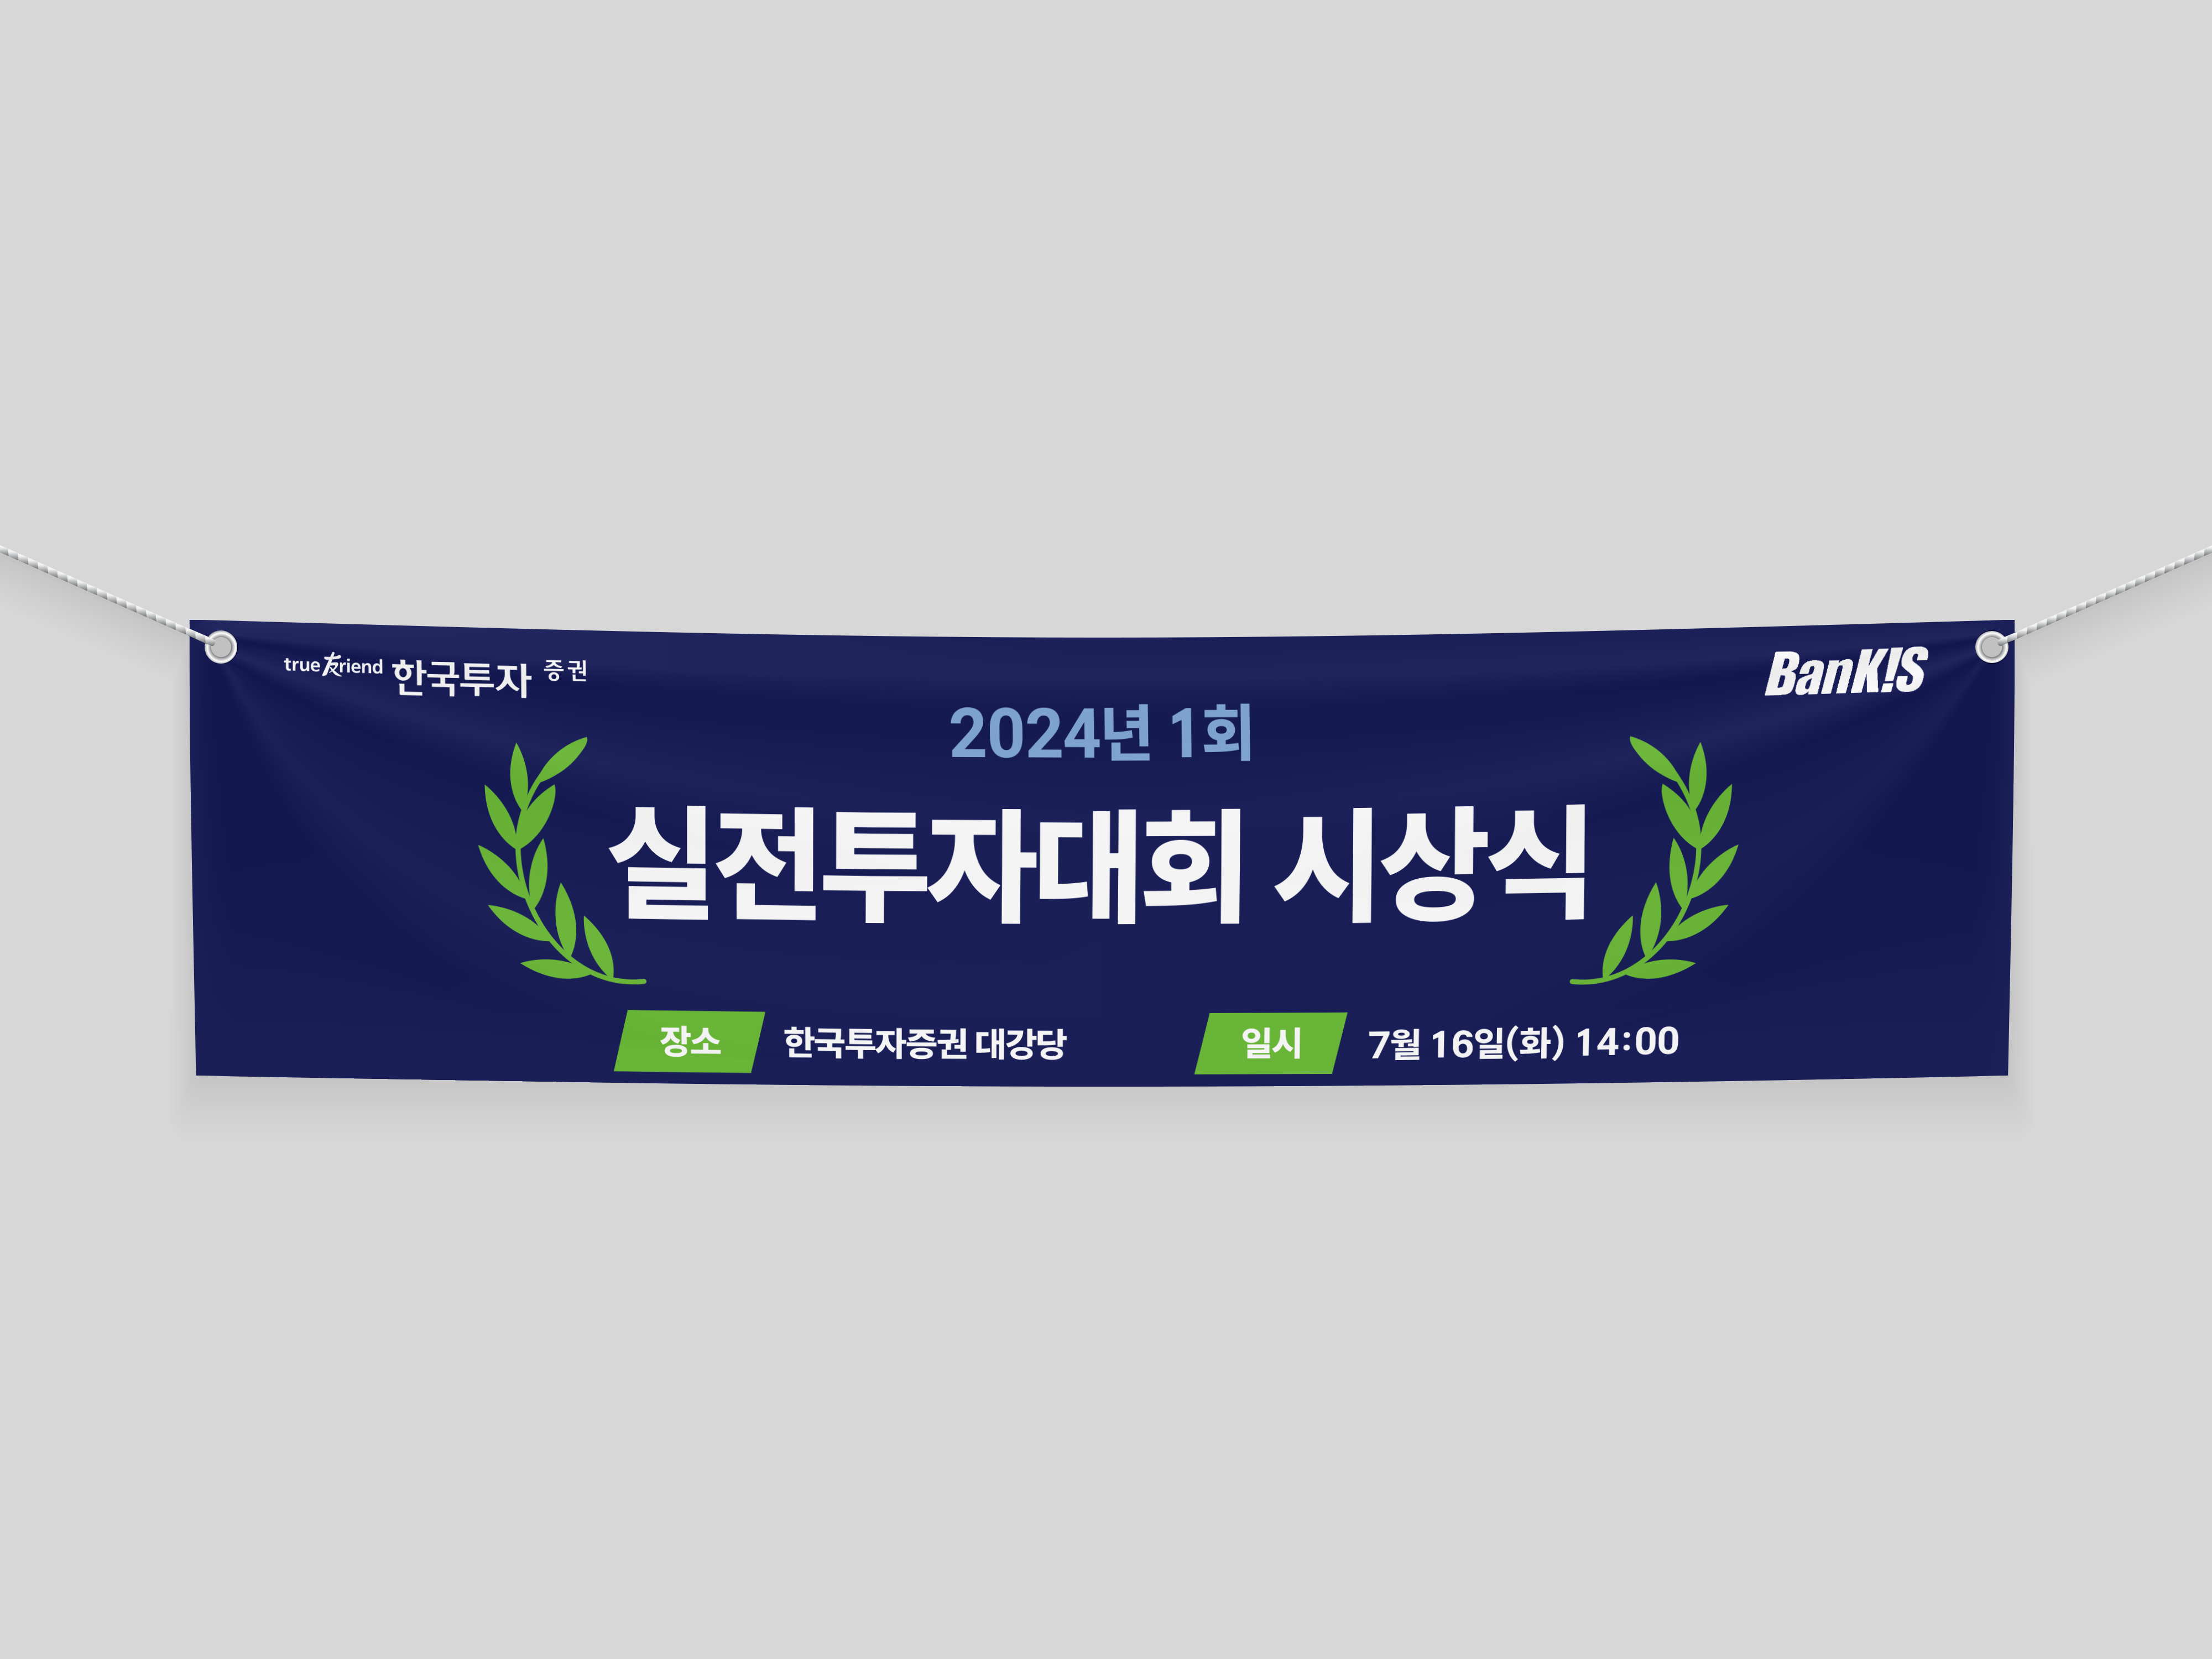 true友riend 한국투자 증권
BanK!S
2024년 1회
실전투자대회 시상식
장소 한국투자증권 대강당
일시 7월 16일(화) 14:00